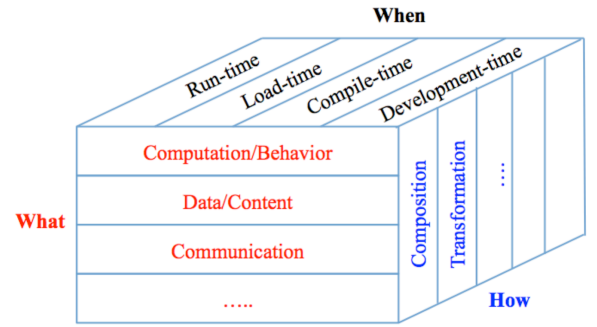 When
Run-time
Load-time
Compile-time
Development-time
Computation/Behavior
Data/Content
What
Communication
.....
Composition
Transformation
....
How